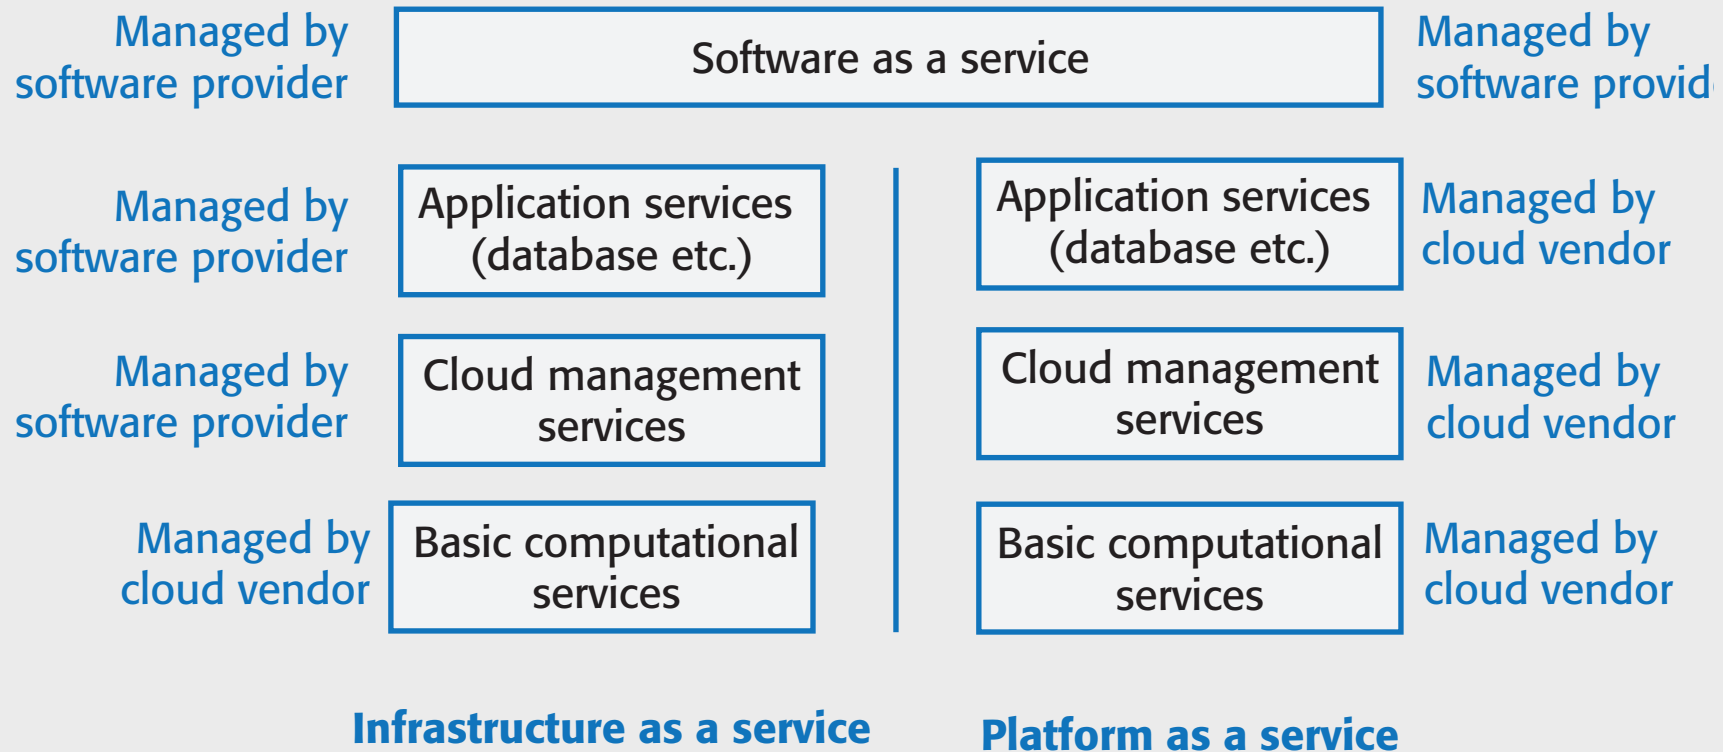 Managed by
software provider
Software as a service
Managed by
software provid
Managed by
software provider
Application services
(database etc.)
Application services
(database etc.)
Managed by
cloud vendor
Managed by
software provider
Cloud management
services
Cloud management
services
Managed by
cloud vendor
Managed by
cloud vendor
Basic computational
services
Basic computational
services
Managed by
cloud vendor
Infrastructure as a service
Platform as a service